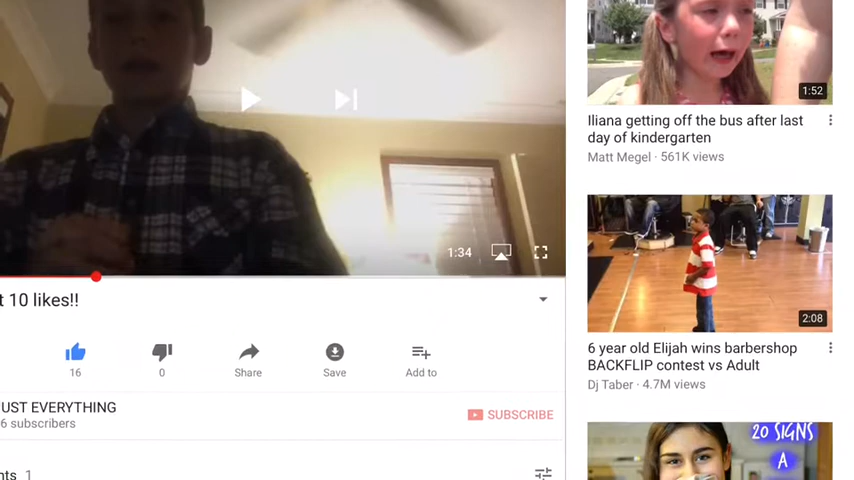 1:34
t 10 likes!!
16
0
Share
Save
Add to
UST EVERYTHING
6 subscribers
SUBSCRIBE
nts 1
1:52
Iliana getting off the bus after last
day of kindergarten
Matt Megel · 561K views
2:08
6 year old Elijah wins barbershop
BACKFLIP contest vs Adult
Dj Taber · 4.7M views
20 SIGNS
A